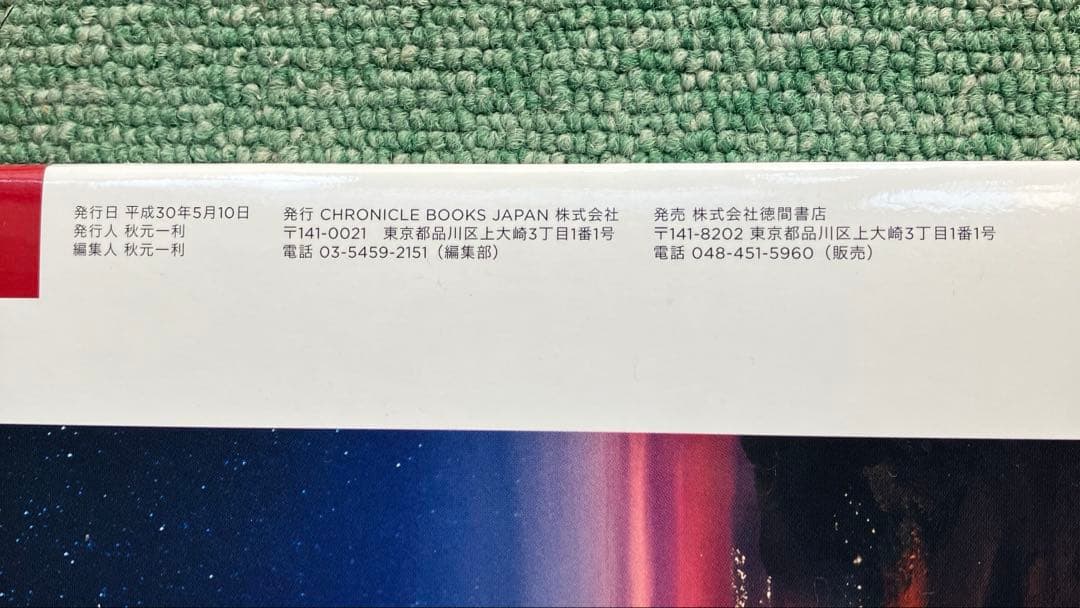 発行日 平成30年5月10日
発行人 秋元一利
編集人 秋元一利
発行 CHRONICLE BOOKS JAPAN 株式会社
〒141-0021 東京都品川区上大崎3丁目1番1号
電話 03-5459-2151（編集部）
発売 株式会社徳間書店
〒141-8202 東京都品川区上大崎3丁目1番1号
電話 048-451-5960（販売）